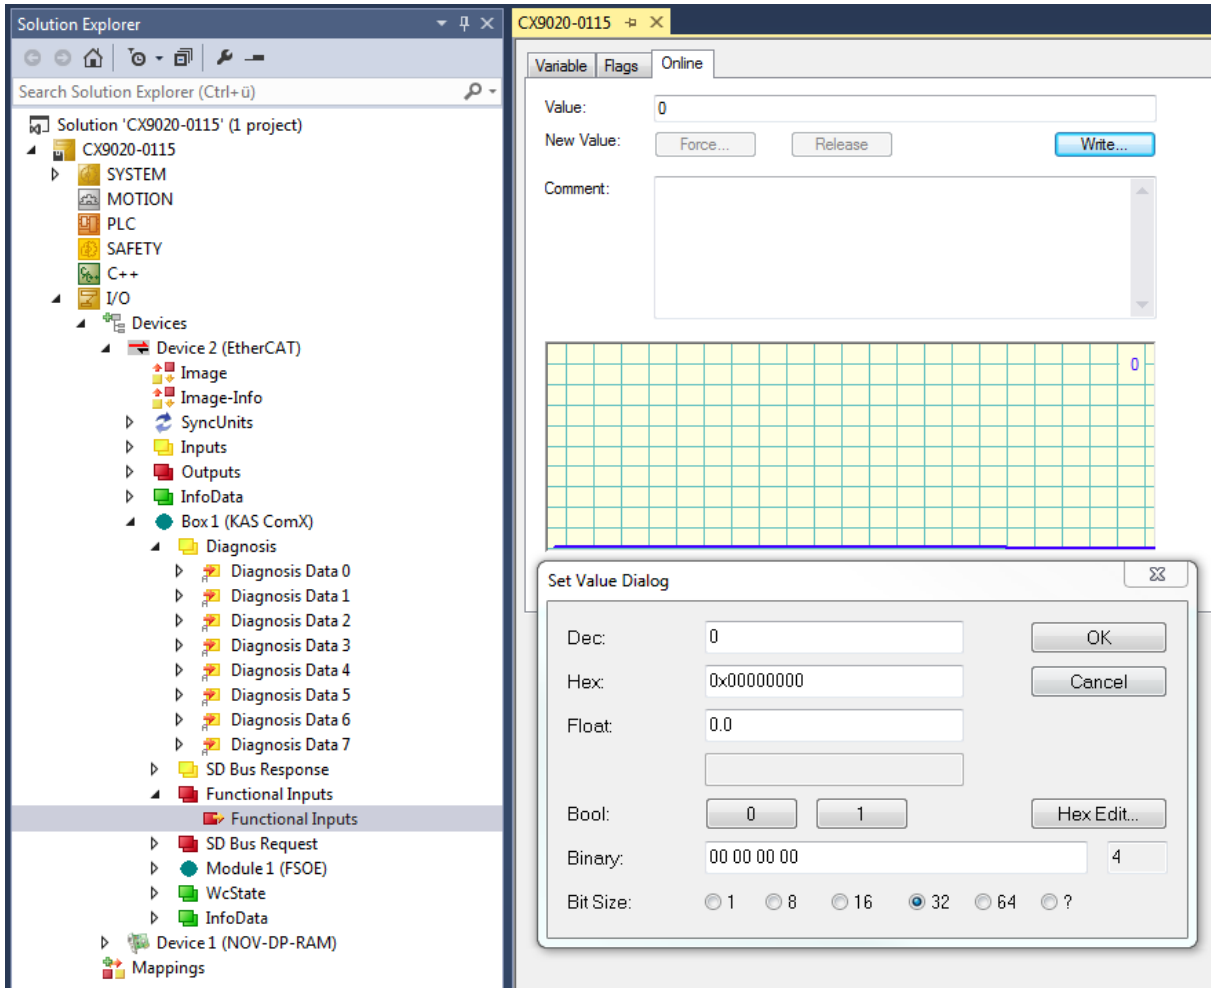 Solution Explorer
Search Solution Explorer (Ctrl+ü)
Solution 'CX9020-0115' (1 project)
CX9020-0115
SYSTEM
MOTION
PLC
SAFETY
C++
I/O
Devices
Device 2 (EtherCAT)
Image
Image-Info
SyncUnits
Inputs
Outputs
InfoData
Box 1 (KAS ComX)
Diagnosis
Diagnosis Data 0
Diagnosis Data 1
Diagnosis Data 2
Diagnosis Data 3
Diagnosis Data 4
Diagnosis Data 5
Diagnosis Data 6
Diagnosis Data 7
SD Bus Response
Functional Inputs
Functional Inputs
SD Bus Request
Module 1 (FSOE)
WcState
InfoData
Device 1 (NOV-DP-RAM)
Mappings
CX9020-0115
Variable Flags Online
Value: 0
New Value: Force... Release Write...
Comment:
0
Set Value Dialog
Dec: 0 OK
Hex: 0x00000000 Cancel
Float: 0.0
Bool: 0 1 Hex Edit...
Binary: 00 00 00 00 4
Bit Size: 1 8 16 32 64 ?